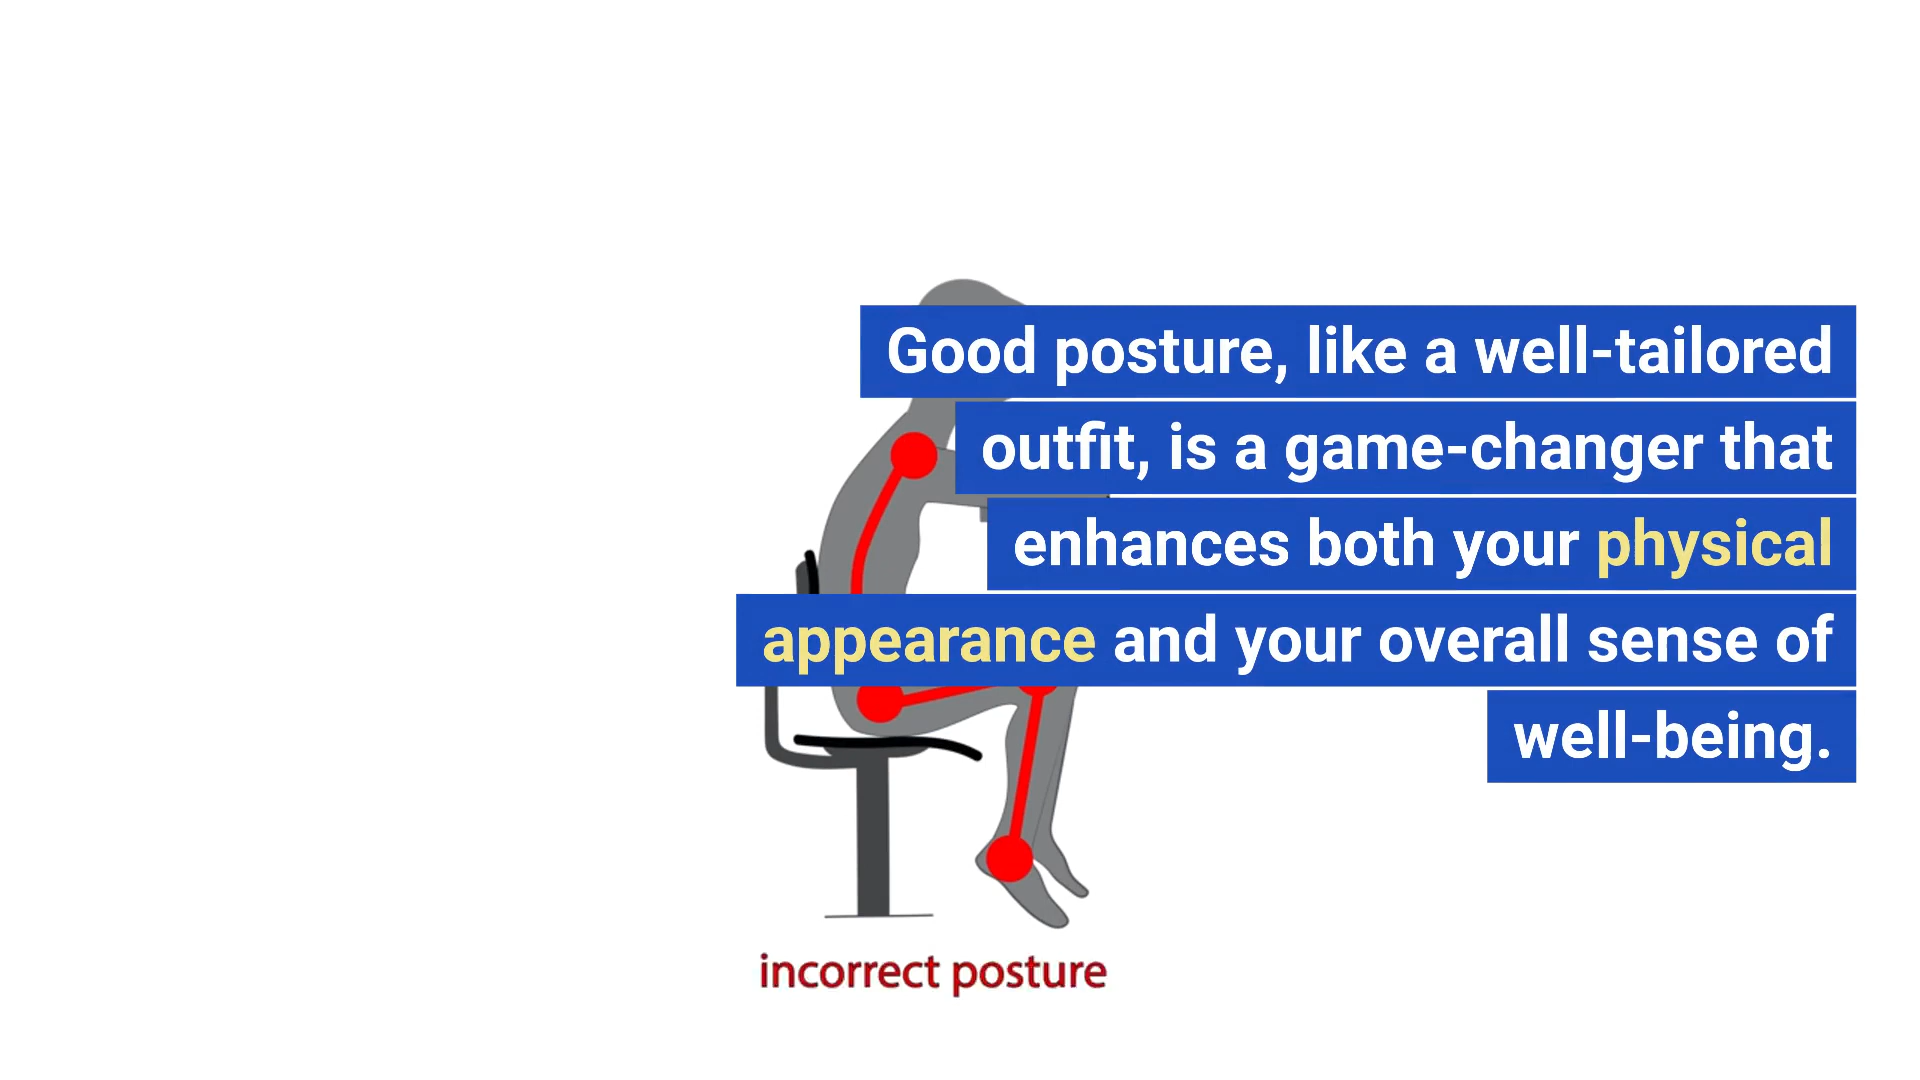 Good posture, like a well-tailored
outfit, is a game-changer that
enhances both your physical
appearance and your overall sense of
well-being.
incorrect posture